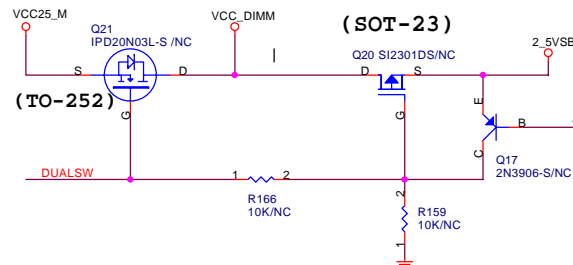 VCC25_M
Q21
IPD20N03L-S /NC
VCC_DIMM
(SOT-23)
Q20 SI2301DS/NC
2_5VSB
S
D
D
S
(TO-252)
G
G
E
B
C
Q17
2N3906-S/NC
DUALSW
1
2
R166
10K/NC
2
R159
10K/NC
1